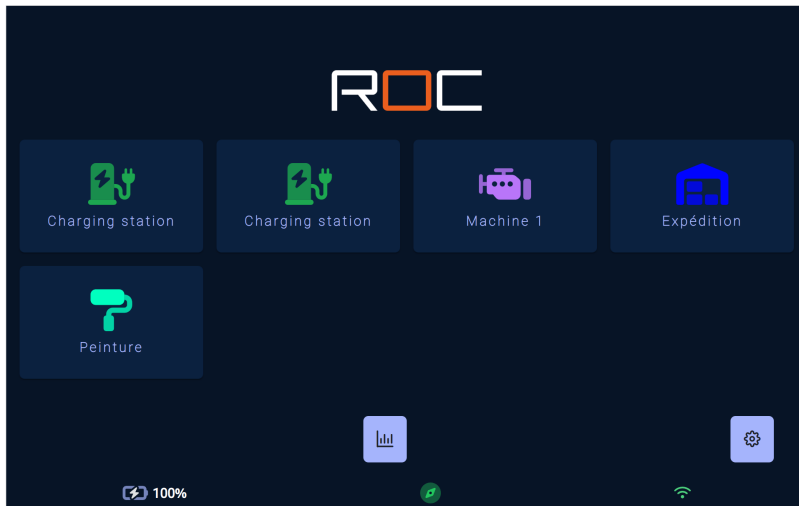 ROC
Charging station
Charging station
Machine 1
Expédition
Peinture
100%